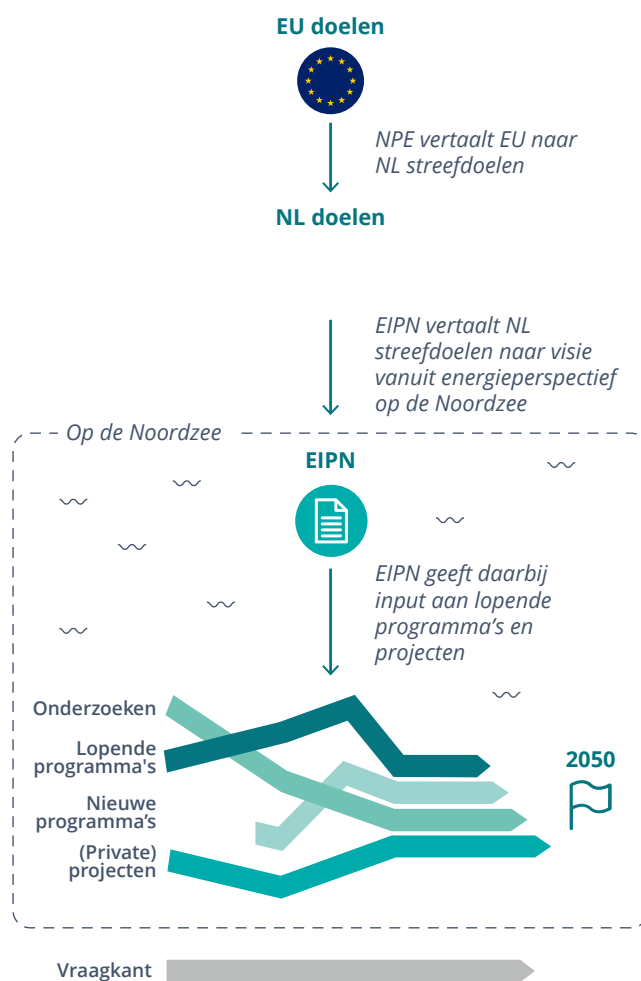 EU doelen
NPE vertaalt EU naar
NL streefdoelen
NL doelen
EIPN vertaalt NL
streefdoelen naar visie
vanuit energieperspectief
op de Noordzee
Op de Noordzee
EIPN
EIPN geeft daarbij
input aan lopende
programma’s en
projecten
Onderzoeken
Lopende
programma's
2050
Nieuwe
programma’s
(Private)
projecten
Vraagkant